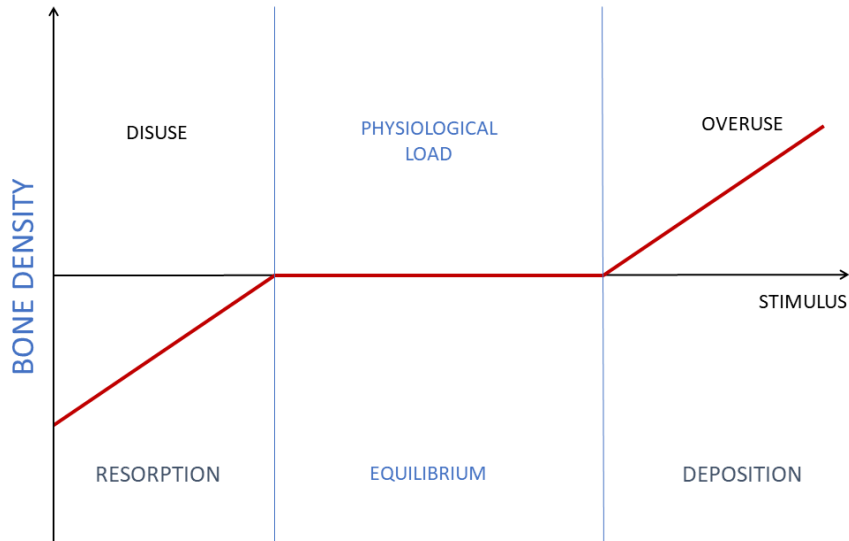 DISUSE
PHYSIOLOGICAL
LOAD
OVERUSE
BONE DENSITY
STIMULUS
RESORPTION
EQUILIBRIUM
DEPOSITION